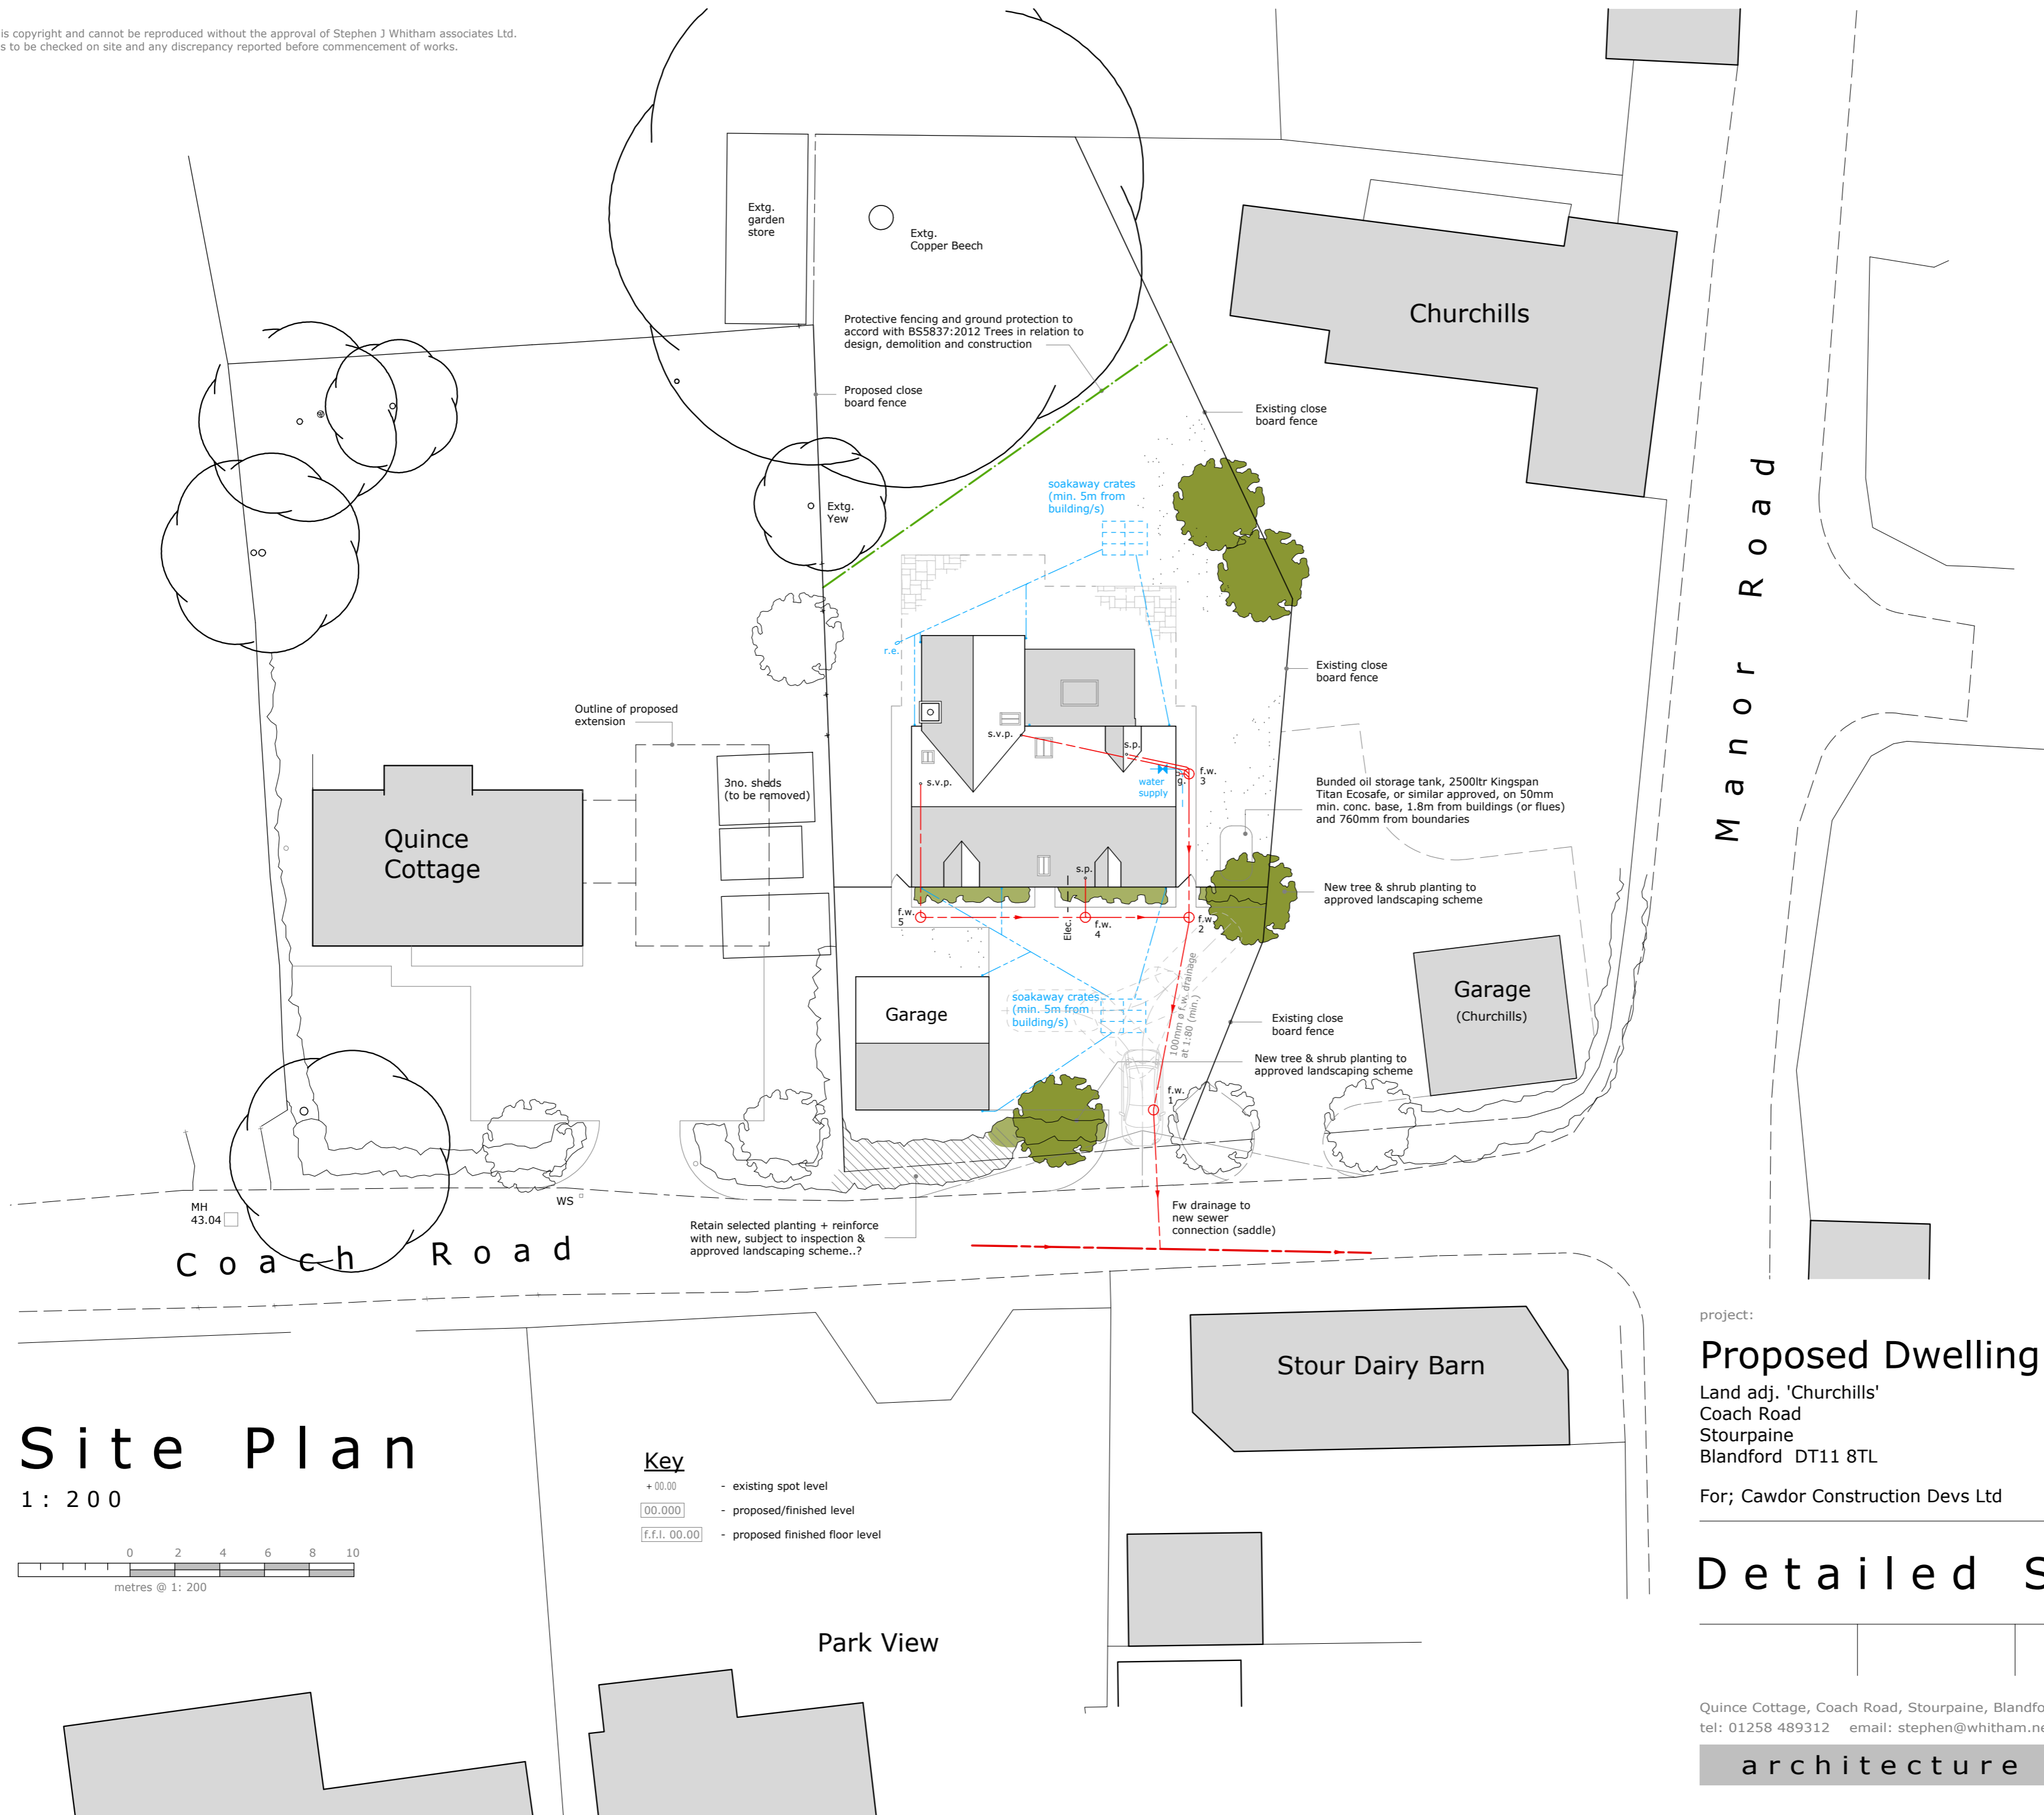 is copyright and cannot be reproduced without the approval of Stephen J Whitham associates Ltd.
s to be checked on site and any discrepancy reported before commencement of works.
Extg.
garden
store
Extg.
Copper Beech
Churchills
Protective fencing and ground protection to
accord with BS5837:2012 Trees in relation to
design, demolition and construction
Proposed close
board fence
Existing close
board fence
Manor Road
soakaway crates
(min. 5m from
building/s)
Extg.
Yew
r.e.
Existing close
board fence
Outline of proposed
extension
s.v.p.
s.p.
f.w.
3
g.
water
supply
s.v.p.
3no. sheds
(to be removed)
Bunded oil storage tank, 2500ltr Kingspan
Titan Ecosafe, or similar approved, on 50mm
min. conc. base, 1.8m from buildings (or flues)
and 760mm from boundaries
Quince
Cottage
s.p.
New tree & shrub planting to
approved landscaping scheme
f.w.
5
Elec.
f.w.
4
f.w.
2
100mm ø f.w. drainage
at 1:80 (min.)
soakaway crates
(min. 5m from
building/s)
Garage
Garage
(Churchills)
Existing close
board fence
New tree & shrub planting to
approved landscaping scheme
f.w.
1
MH
43.04
WS
Fw drainage to
new sewer
connection (saddle)
Retain selected planting + reinforce
with new, subject to inspection &
approved landscaping scheme..?
Coach Road
Stour Dairy Barn
project:
Proposed Dwelling
Land adj. 'Churchills'
Coach Road
Stourpaine
Blandford DT11 8TL
For; Cawdor Construction Devs Ltd
Site Plan
1: 200
0 2 4 6 8 10
metres @ 1: 200
Key
+ 00.00 - existing spot level
00.000 - proposed/finished level
f.f.l. 00.00 - proposed finished floor level
Detailed S
Park View
Quince Cottage, Coach Road, Stourpaine, Blandfo
tel: 01258 489312 email: stephen@whitham.ne
architecture